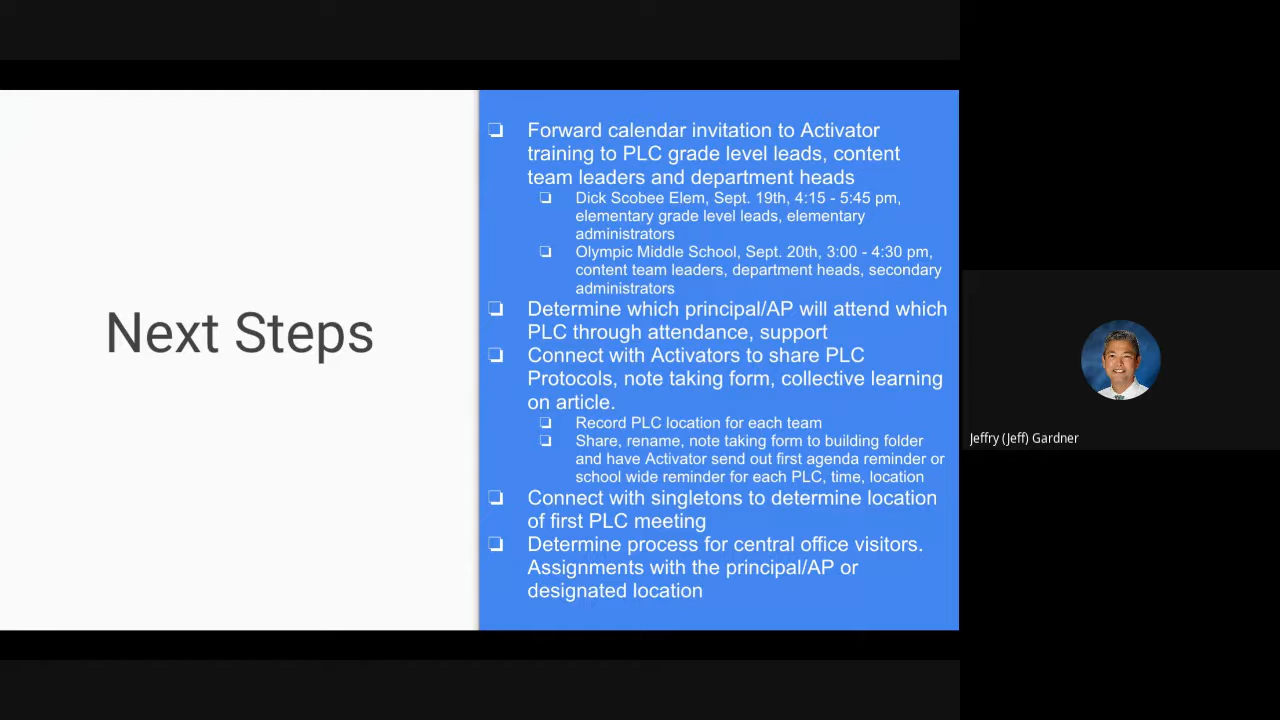 Next Steps
❏ Forward calendar invitation to Activator
training to PLC grade level leads, content
team leaders and department heads
❏ Dick Scobee Elem, Sept. 19th, 4:15 - 5:45 pm,
elementary grade level leads, elementary
administrators
❏ Olympic Middle School, Sept. 20th, 3:00 - 4:30 pm,
content team leaders, department heads, secondary
administrators
❏ Determine which principal/AP will attend which
PLC through attendance, support
❏ Connect with Activators to share PLC
Protocols, note taking form, collective learning
on article.
❏ Record PLC location for each team
❏ Share, rename, note taking form to building folder
and have Activator send out first agenda reminder or
school wide reminder for each PLC, time, location
❏ Connect with singletons to determine location
of first PLC meeting
❏ Determine process for central office visitors.
Assignments with the principal/AP or
designated location
Jeffry (Jeff) Gardner